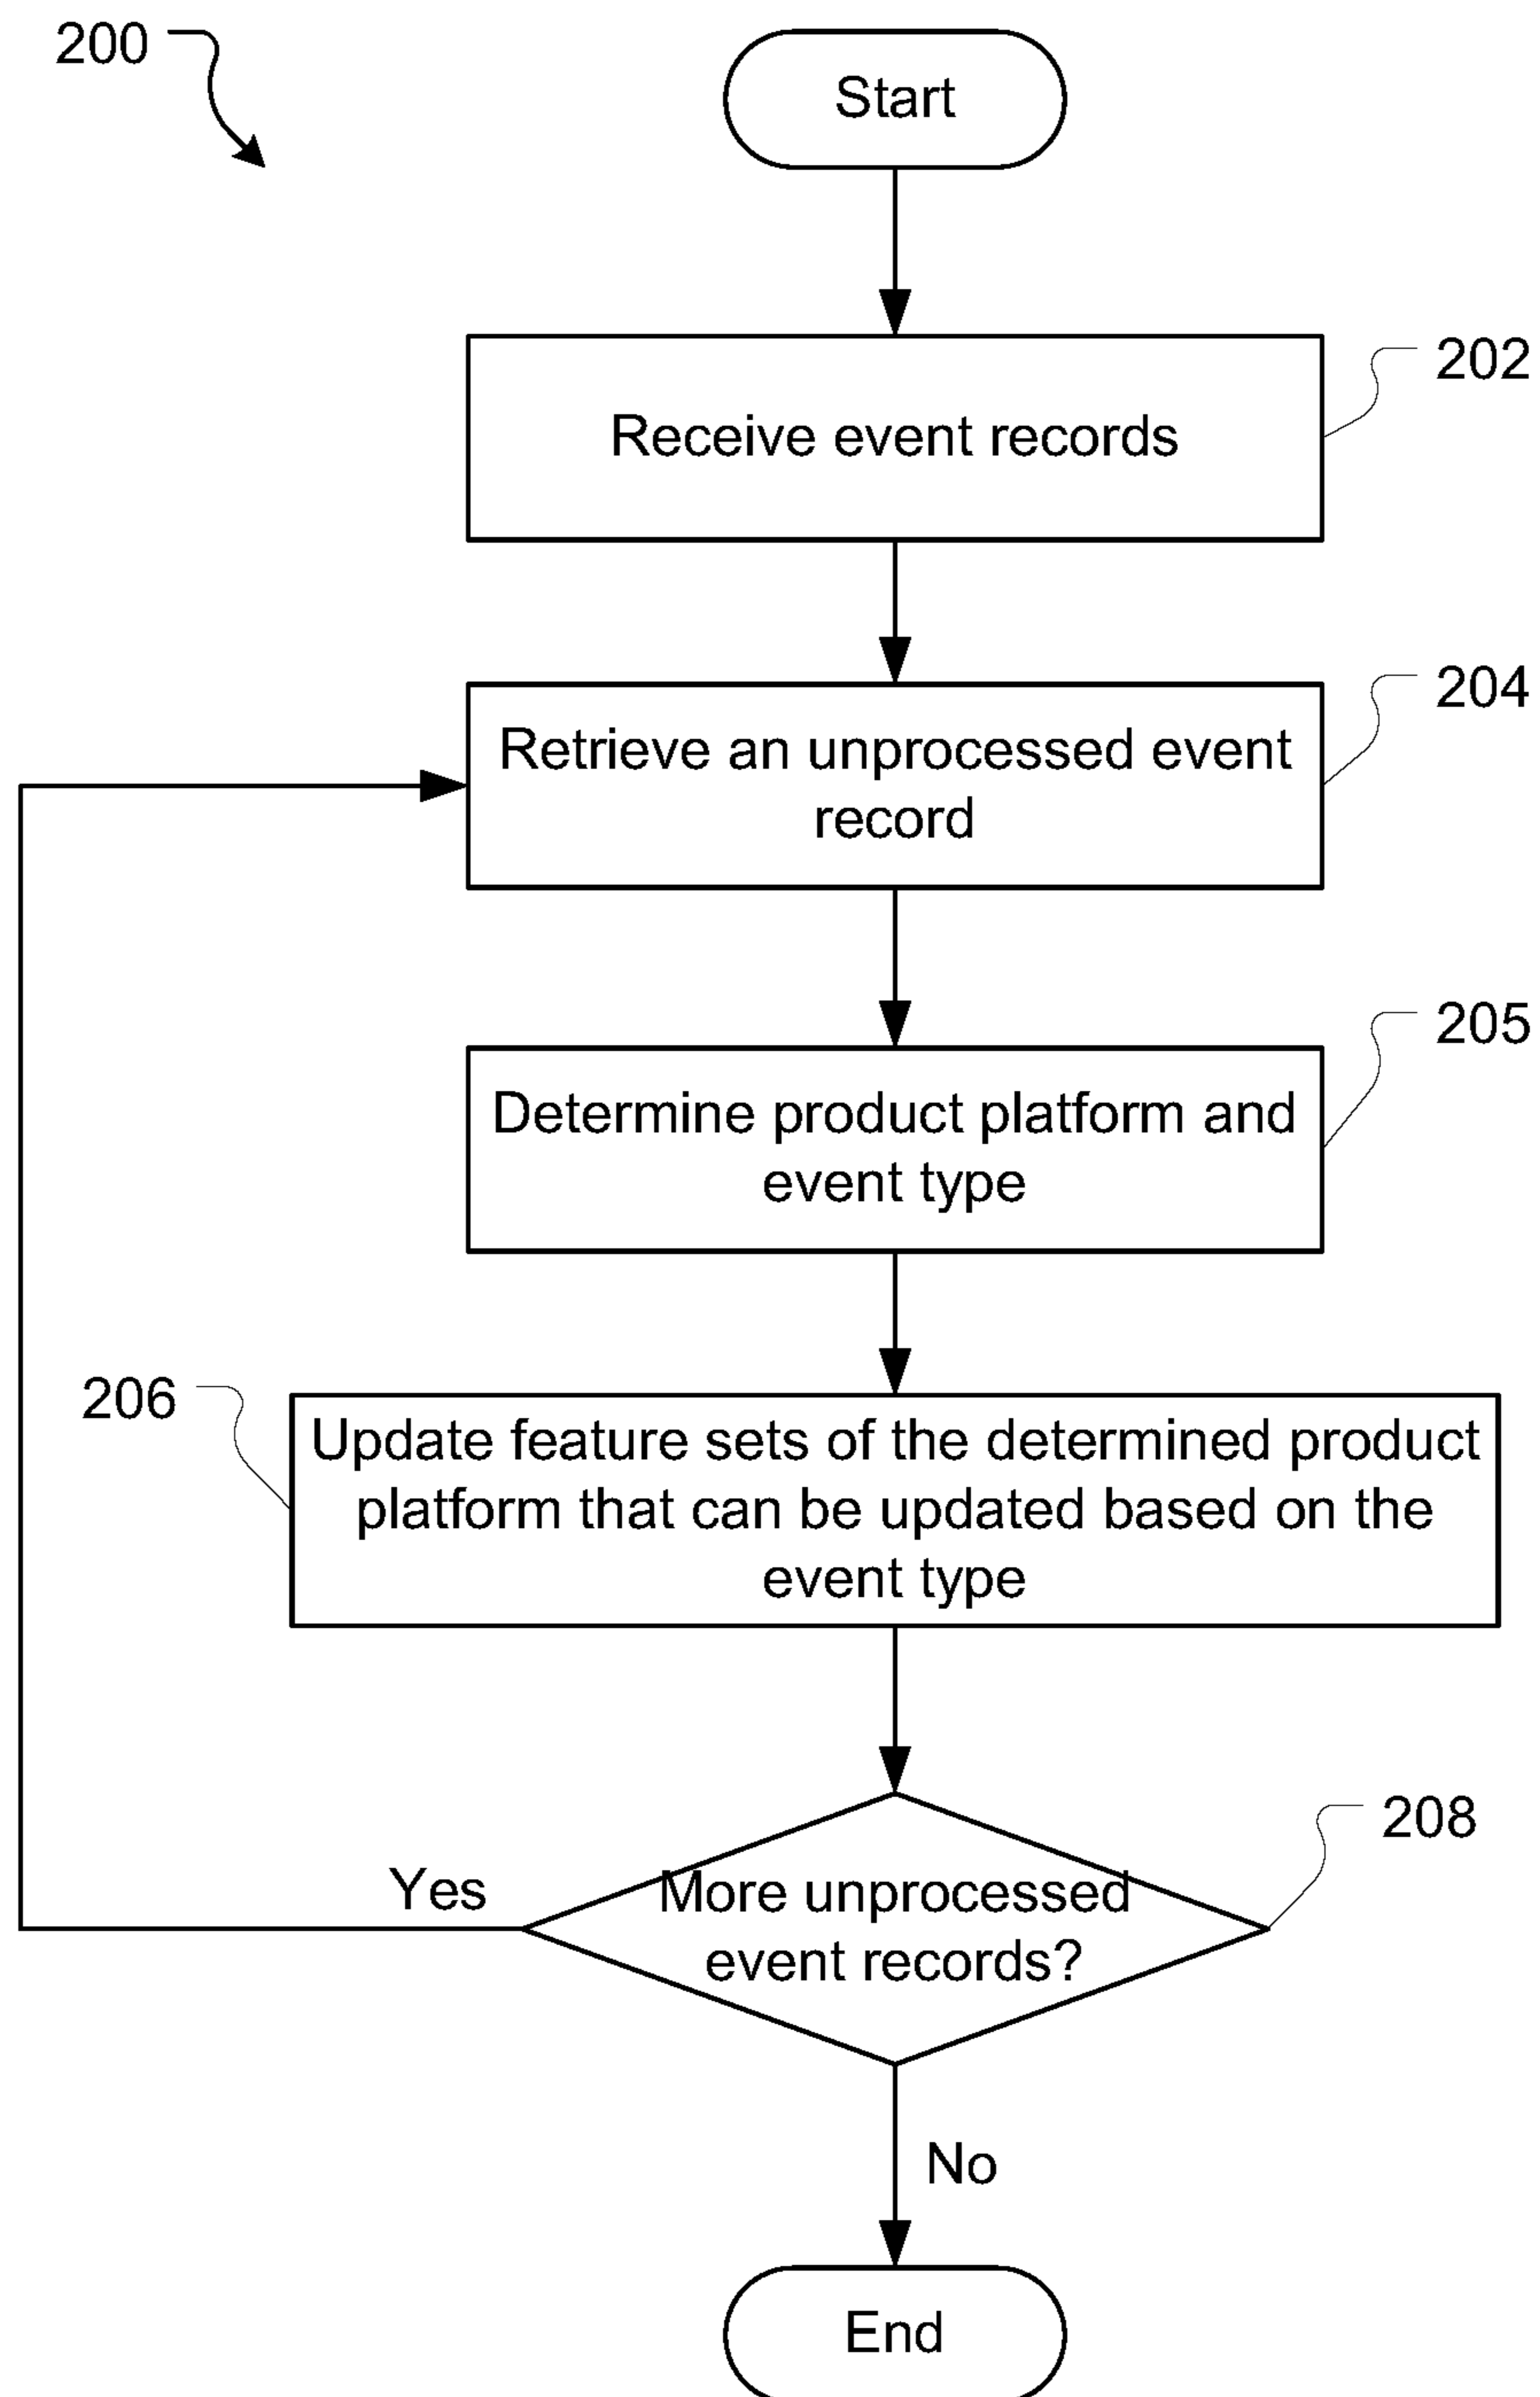 200
Start
202
Receive event records
204
Retrieve an unprocessed event
record
205
Determine product platform and
event type
206
Update feature sets of the determined product
platform that can be updated based on the
event type
208
Yes
More unprocessed
event records?
No
End